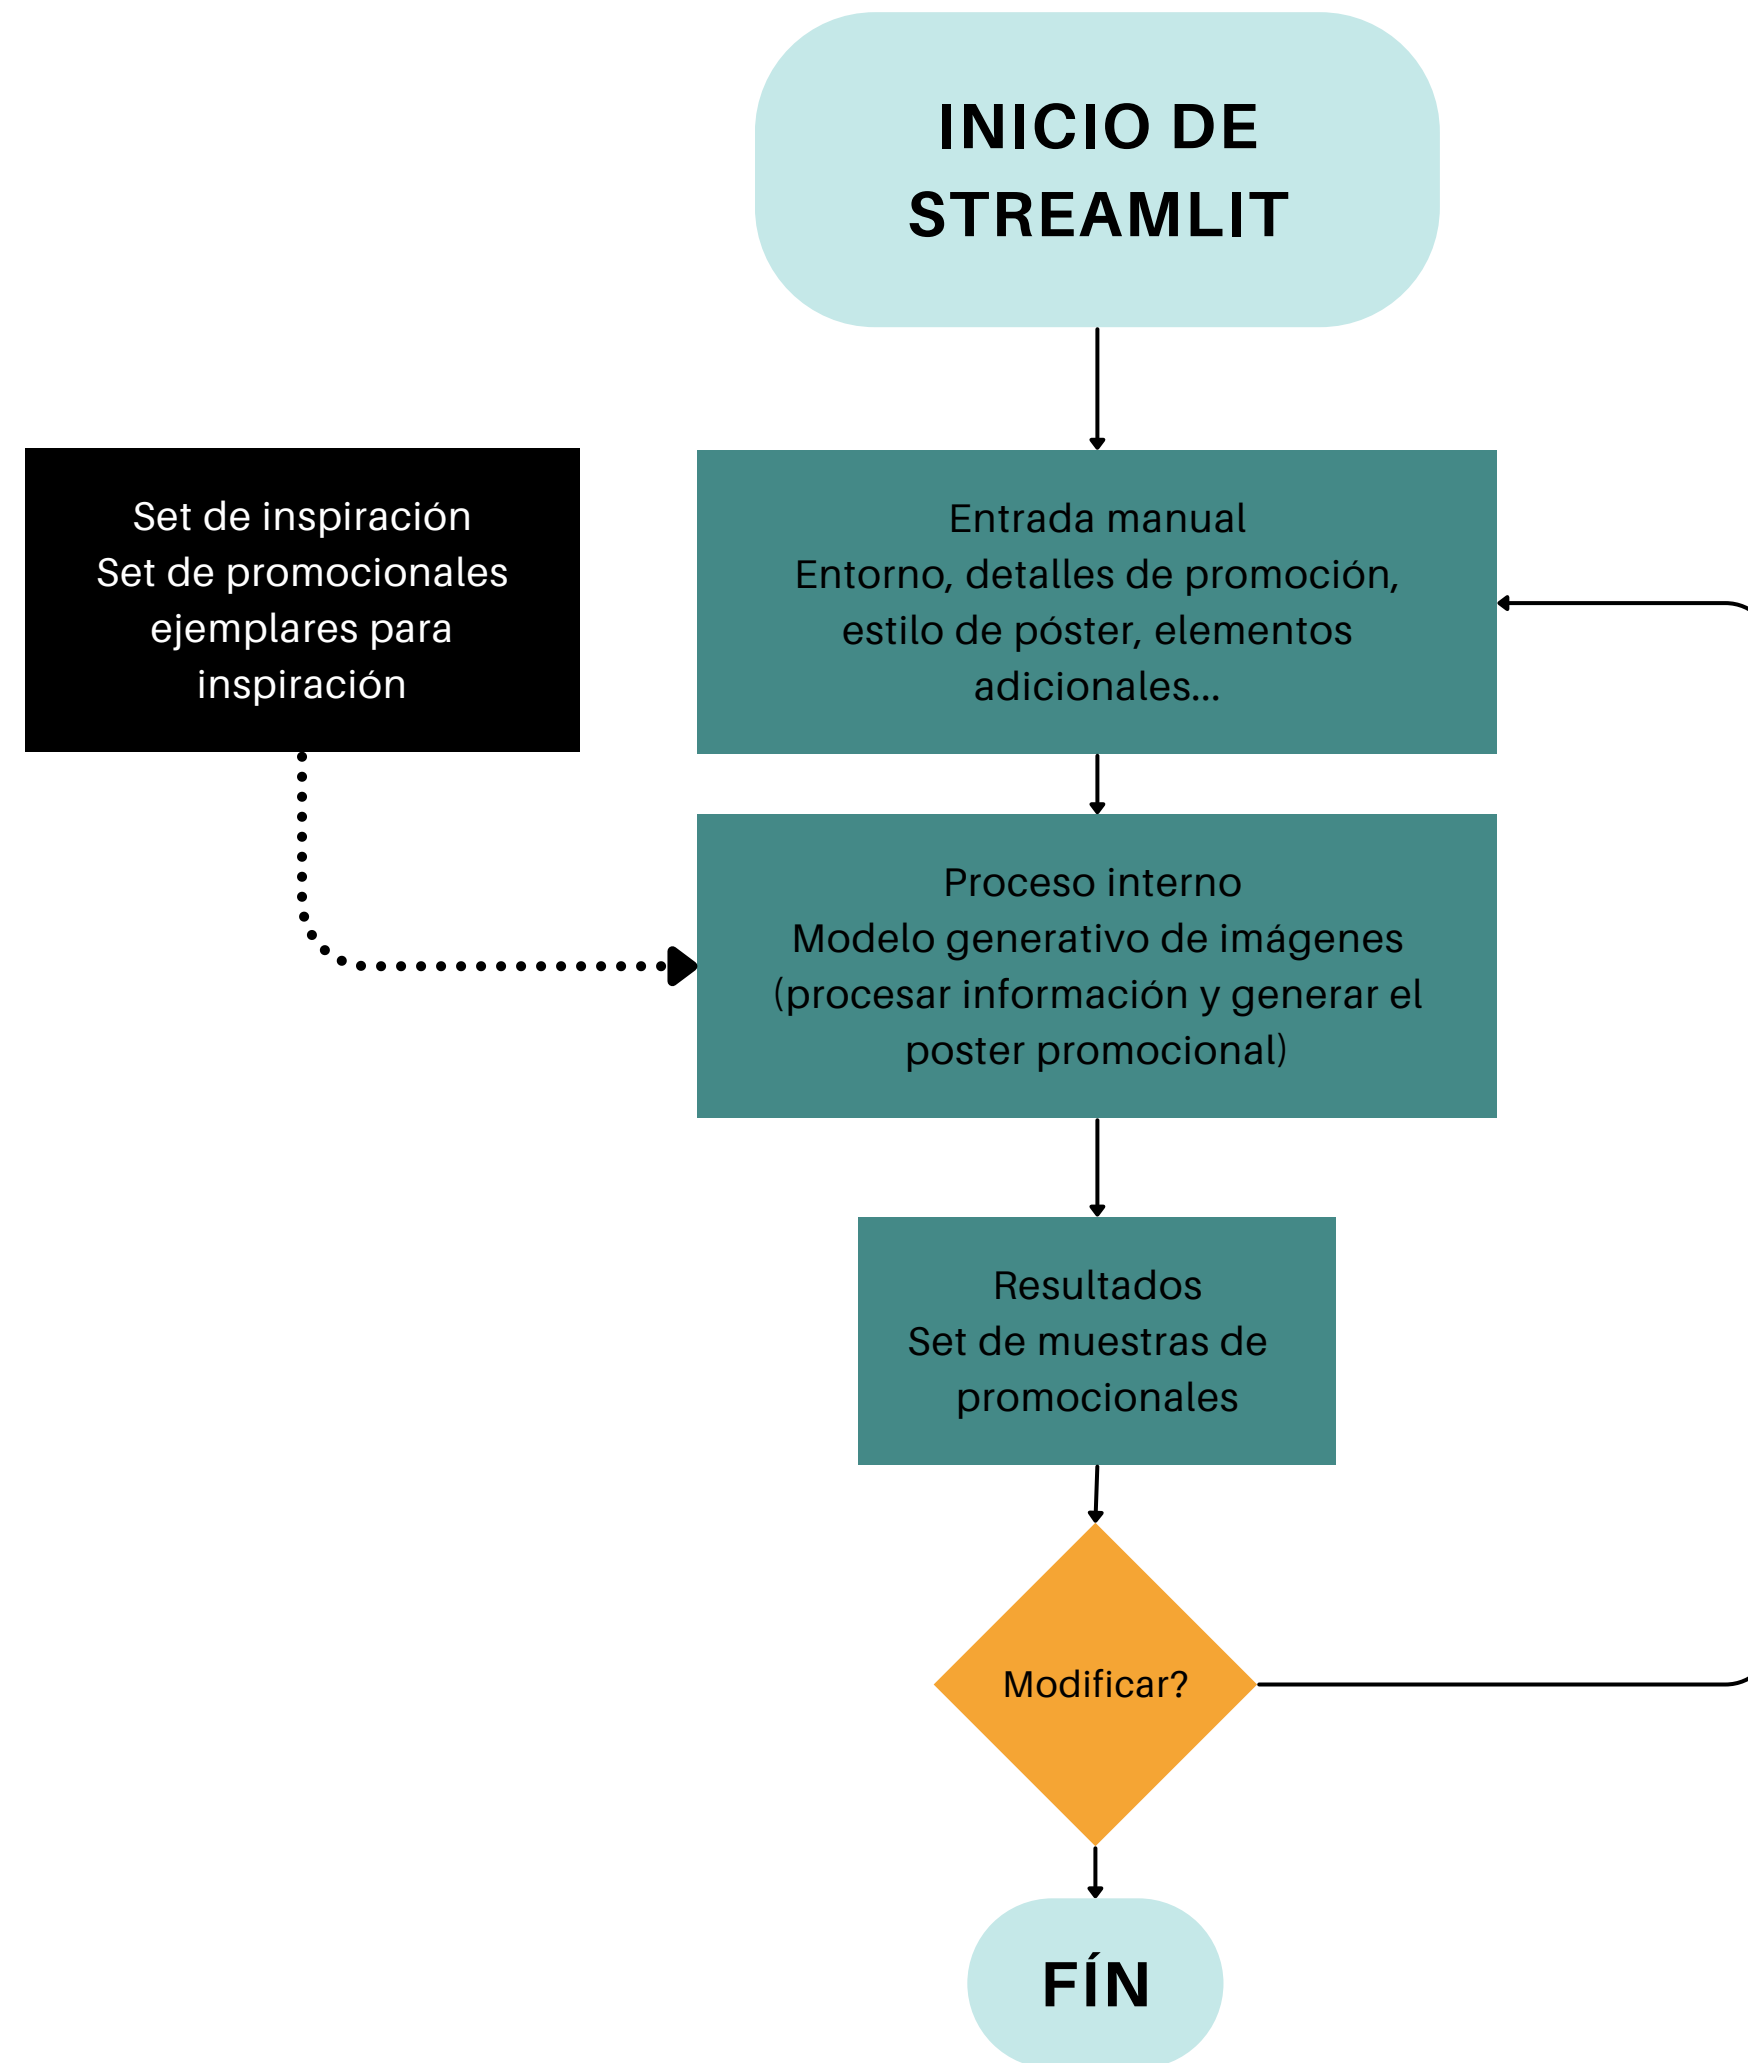 INICIO DE
STREAMLIT
Set de inspiración
Set de promocionales
ejemplares para
inspiración
Entrada manual
Entorno, detalles de promoción,
estilo de póster, elementos
adicionales...
Proceso interno
Modelo generativo de imágenes
(procesar información y generar el
poster promocional)
Resultados
Set de muestras de
promocionales
Modificar?
FÍN